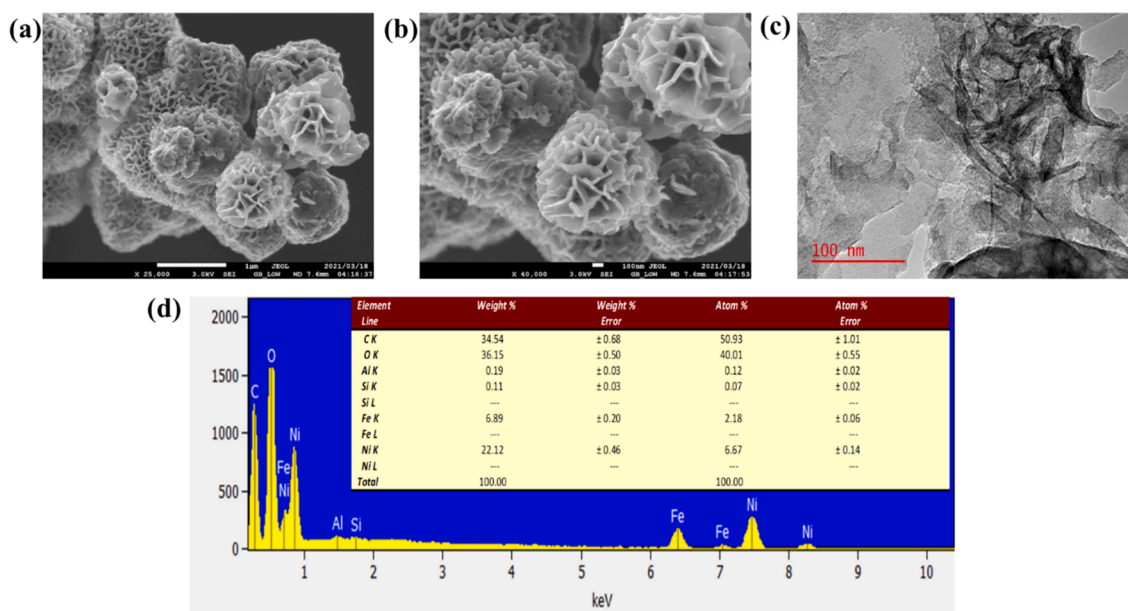 (a)
(b)
(c)
1μm JEOL 2021/03/18
X 25,000 3.0kV SEI GB_LOW WD 7.6mm 04:16:37
100nm JEOL 2021/03/18
X 40,000 3.0kV SEI GB_LOW WD 7.6mm 04:17:53
100 nm
(d)
Element Weight % Weight % Atom % Atom %
Line Error Error
C K 34.54 ± 0.68 50.93 ± 1.01
O K 36.15 ± 0.50 40.01 ± 0.55
Al K 0.19 ± 0.03 0.12 ± 0.02
Si K 0.11 ± 0.03 0.07 ± 0.02
Si L --- --- --- ---
Fe K 6.89 ± 0.20 2.18 ± 0.06
Fe L --- --- --- ---
Ni K 22.12 ± 0.46 6.67 ± 0.14
Ni L --- --- --- ---
Total 100.00 100.00
2000
1500
1000
500
0
C
O
Fe
Ni
Ni
Al
Si
Fe
Fe
Ni
Ni
1 2 3 4 5 6 7 8 9 10
keV